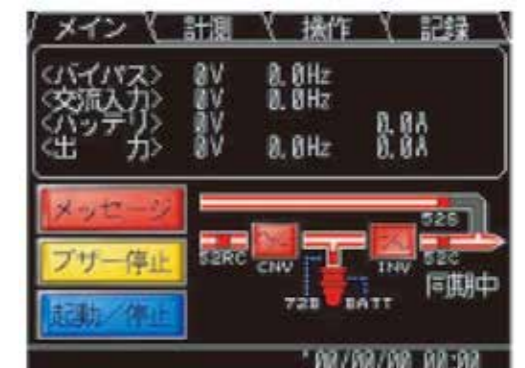 メイン 計測 操作 記録
<バイパス> 0V 0.0Hz
<交流入力> 0V 0.0Hz
<バッテリ> 0V 0.0A
<出 力> 0V 0.0Hz 0.0A
メッセージ
ブザー停止
起動/停止
52S
52RC CNV INV 52C
同期中
72B BATT
'00/00/00 00:00